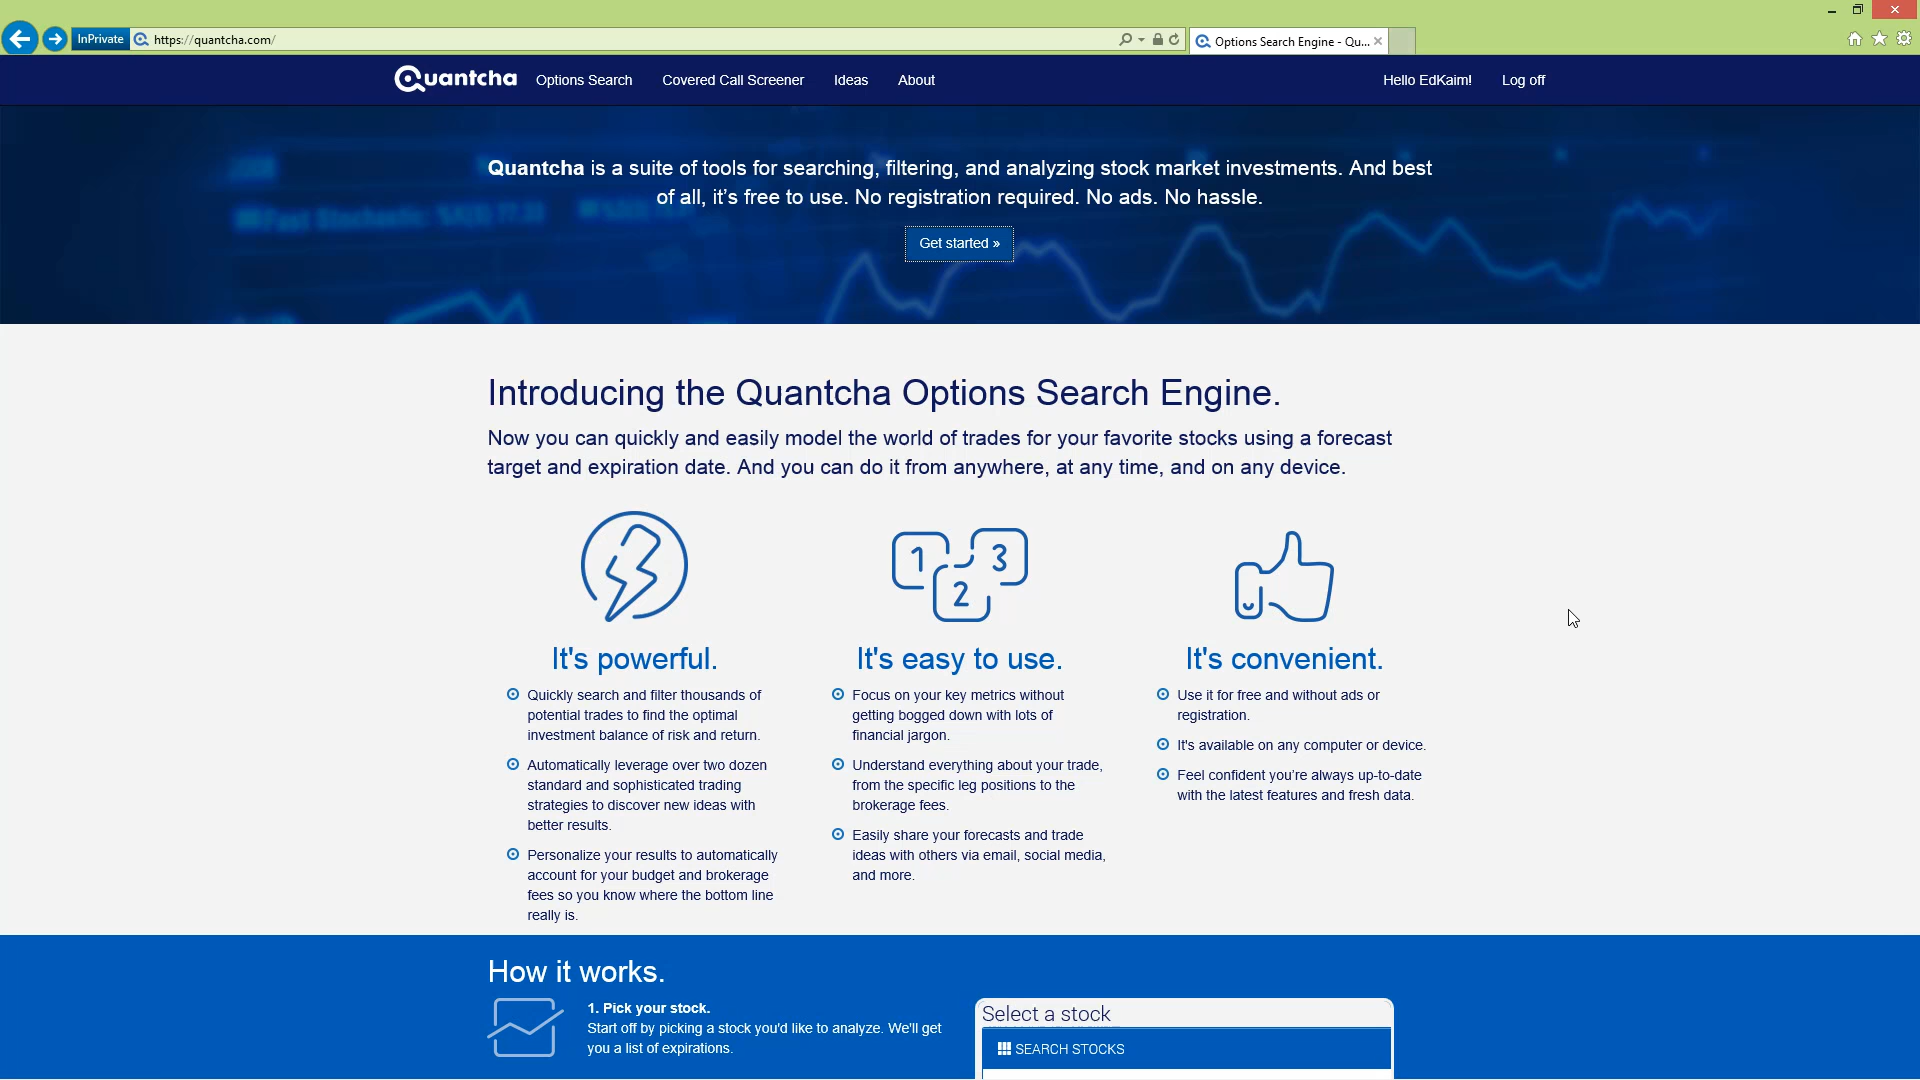 InPrivate
https://quantcha.com/
Options Search Engine - Qu...
Quantcha
Options Search
Covered Call Screener
Ideas
About
Hello EdKaim!
Log off
Quantcha is a suite of tools for searching, filtering, and analyzing stock market investments. And best
of all, it’s free to use. No registration required. No ads. No hassle.
Get started »
Introducing the Quantcha Options Search Engine.
Now you can quickly and easily model the world of trades for your favorite stocks using a forecast
target and expiration date. And you can do it from anywhere, at any time, and on any device.
1
2
3
It's powerful.
Quickly search and filter thousands of
potential trades to find the optimal
investment balance of risk and return.
Automatically leverage over two dozen
standard and sophisticated trading
strategies to discover new ideas with
better results.
Personalize your results to automatically
account for your budget and brokerage
fees so you know where the bottom line
really is.
It's easy to use.
Focus on your key metrics without
getting bogged down with lots of
financial jargon.
Understand everything about your trade,
from the specific leg positions to the
brokerage fees.
Easily share your forecasts and trade
ideas with others via email, social media,
and more.
It's convenient.
Use it for free and without ads or
registration.
It's available on any computer or device.
Feel confident you’re always up-to-date
with the latest features and fresh data.
How it works.
1. Pick your stock.
Start off by picking a stock you'd like to analyze. We'll get
you a list of expirations.
Select a stock
SEARCH STOCKS